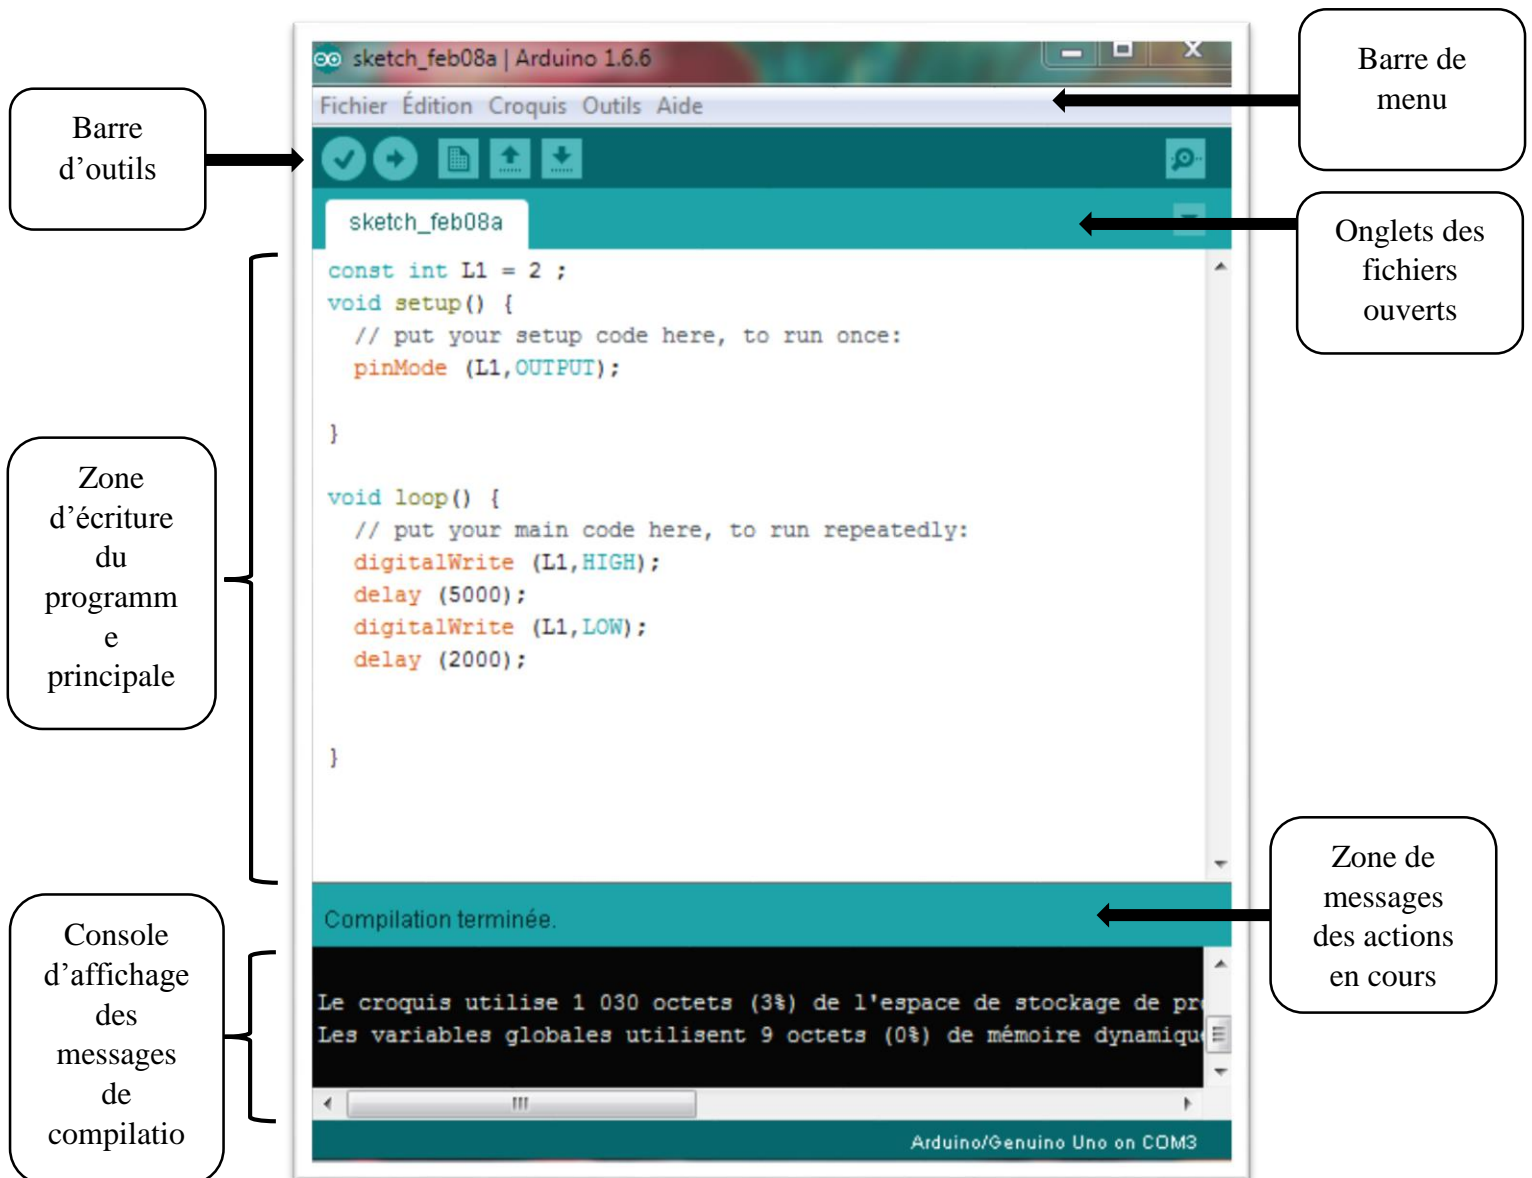 sketch_feb08a | Arduino 1.6.6
Barre de
menu
Fichier Édition Croquis Outils Aide
Barre
d’outils
sketch_feb08a
Onglets des
fichiers
ouverts
const int L1 = 2 ;
void setup() {
// put your setup code here, to run once:
pinMode (L1,OUTPUT);
}
Zone
d’écriture
du
programm
e
principale
void loop() {
// put your main code here, to run repeatedly:
digitalWrite (L1,HIGH);
delay (5000);
digitalWrite (L1,LOW);
delay (2000);
}
Zone de
messages
des actions
en cours
Compilation terminée.
Console
d’affichage
des
messages
de
compilatio
Le croquis utilise 1 030 octets (3%) de l'espace de stockage de pr
Les variables globales utilisent 9 octets (0%) de mémoire dynamiqu
Arduino/Genuino Uno on COM3